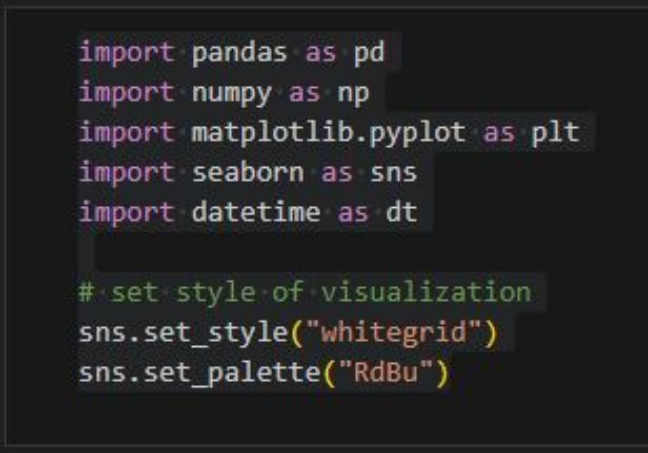 import pandas as pd
import numpy as np
import matplotlib.pyplot as plt
import seaborn as sns
import datetime as dt

# set style of visualization
sns.set_style("whitegrid")
sns.set_palette("RdBu")